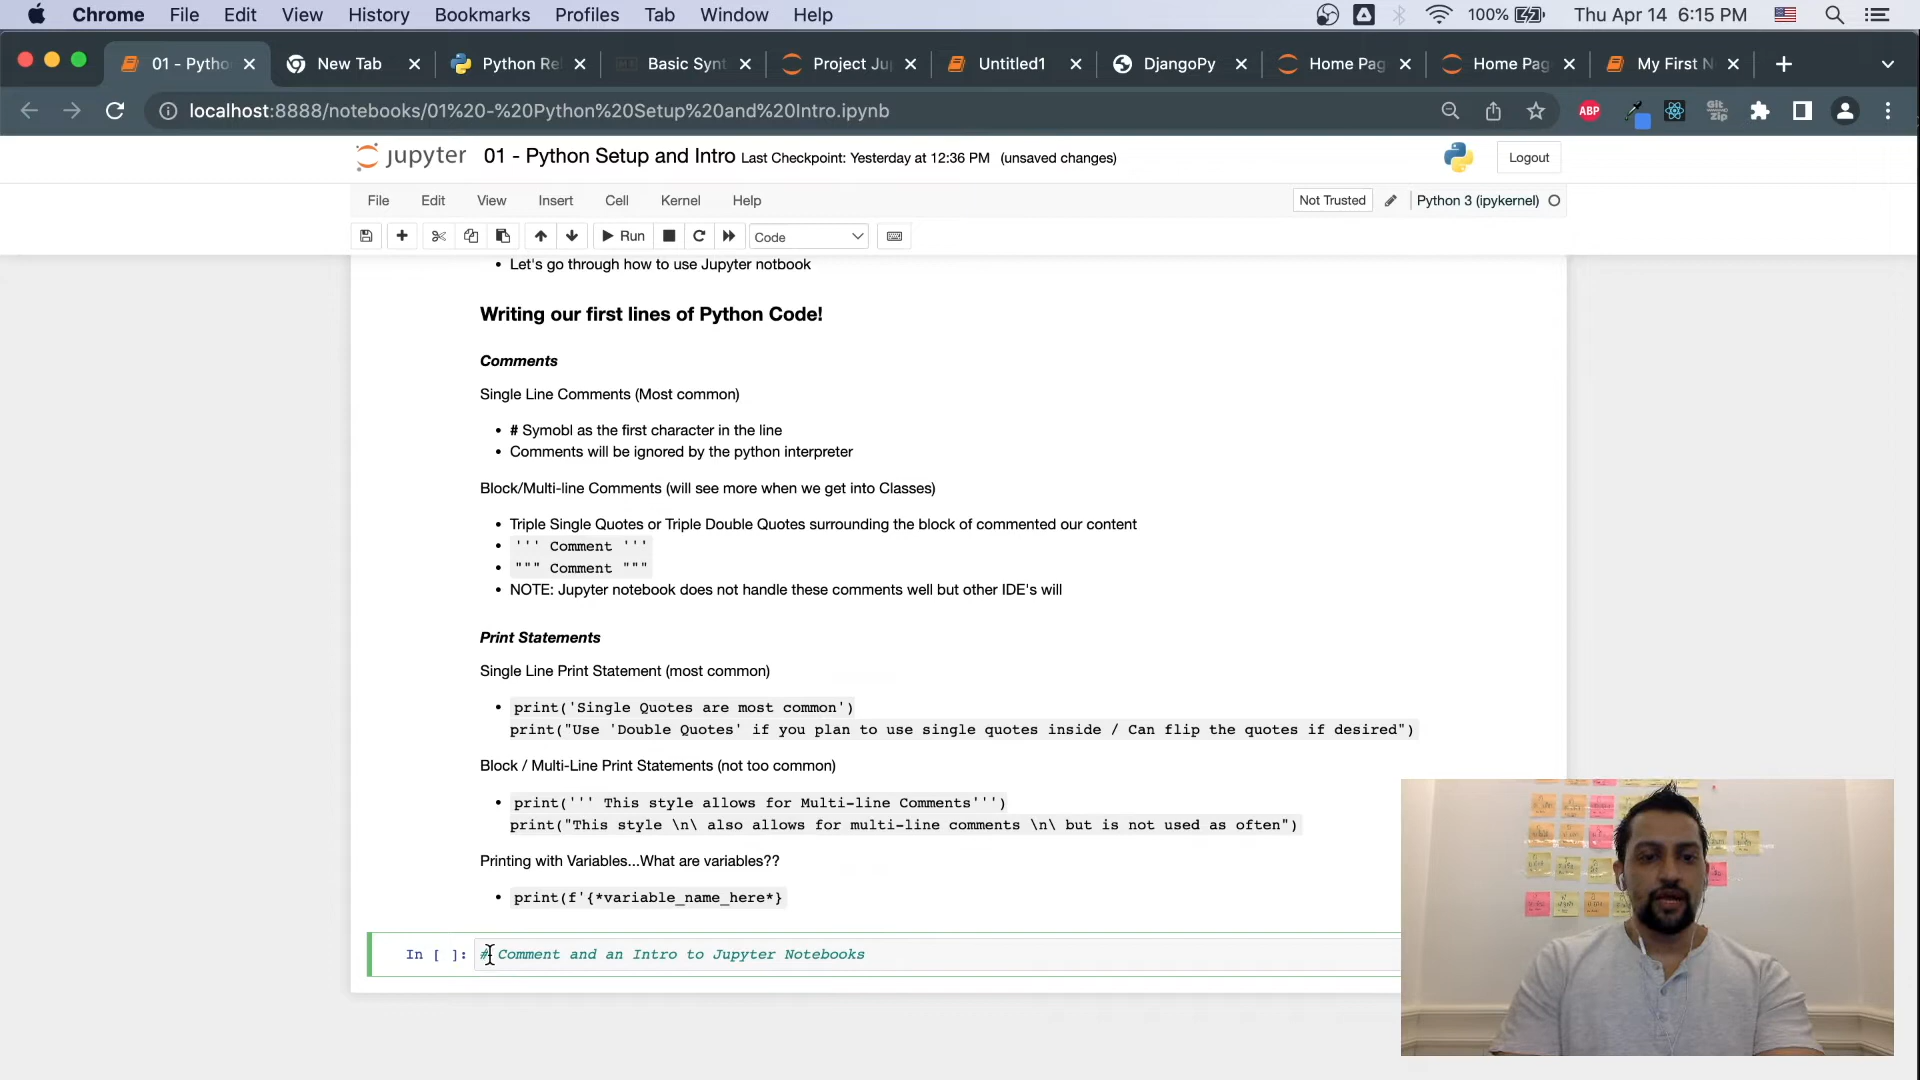 Chrome File Edit View History Bookmarks Profiles Tab Window Help 100% Thu Apr 14 6:15 PM
01 - Pytho New Tab Python Re Basic Synt Project Ju Untitled1 DjangoPy Home Pag Home Pag My First N
localhost:8888/notebooks/01%20-%20Python%20Setup%20and%20Intro.ipynb ABP Git Zip
jupyter 01 - Python Setup and Intro Last Checkpoint: Yesterday at 12:36 PM (unsaved changes) Logout
File Edit View Insert Cell Kernel Help Not Trusted Python 3 (ipykernel)
Run Code
• Let's go through how to use Jupyter notbook
Writing our first lines of Python Code!
Comments
Single Line Comments (Most common)
• # Symobl as the first character in the line
• Comments will be ignored by the python interpreter
Block/Multi-line Comments (will see more when we get into Classes)
• Triple Single Quotes or Triple Double Quotes surrounding the block of commented our content
• ''' Comment '''
• """ Comment """
• NOTE: Jupyter notebook does not handle these comments well but other IDE's will
Print Statements
Single Line Print Statement (most common)
• print('Single Quotes are most common')
print("Use 'Double Quotes' if you plan to use single quotes inside / Can flip the quotes if desired")
Block / Multi-Line Print Statements (not too common)
• print(''' This style allows for Multi-line Comments''')
print("This style \n\ also allows for multi-line comments \n\ but is not used as often")
Printing with Variables...What are variables??
• print(f'{*variable_name_here*}
In [ ]: # Comment and an Intro to Jupyter Notebooks